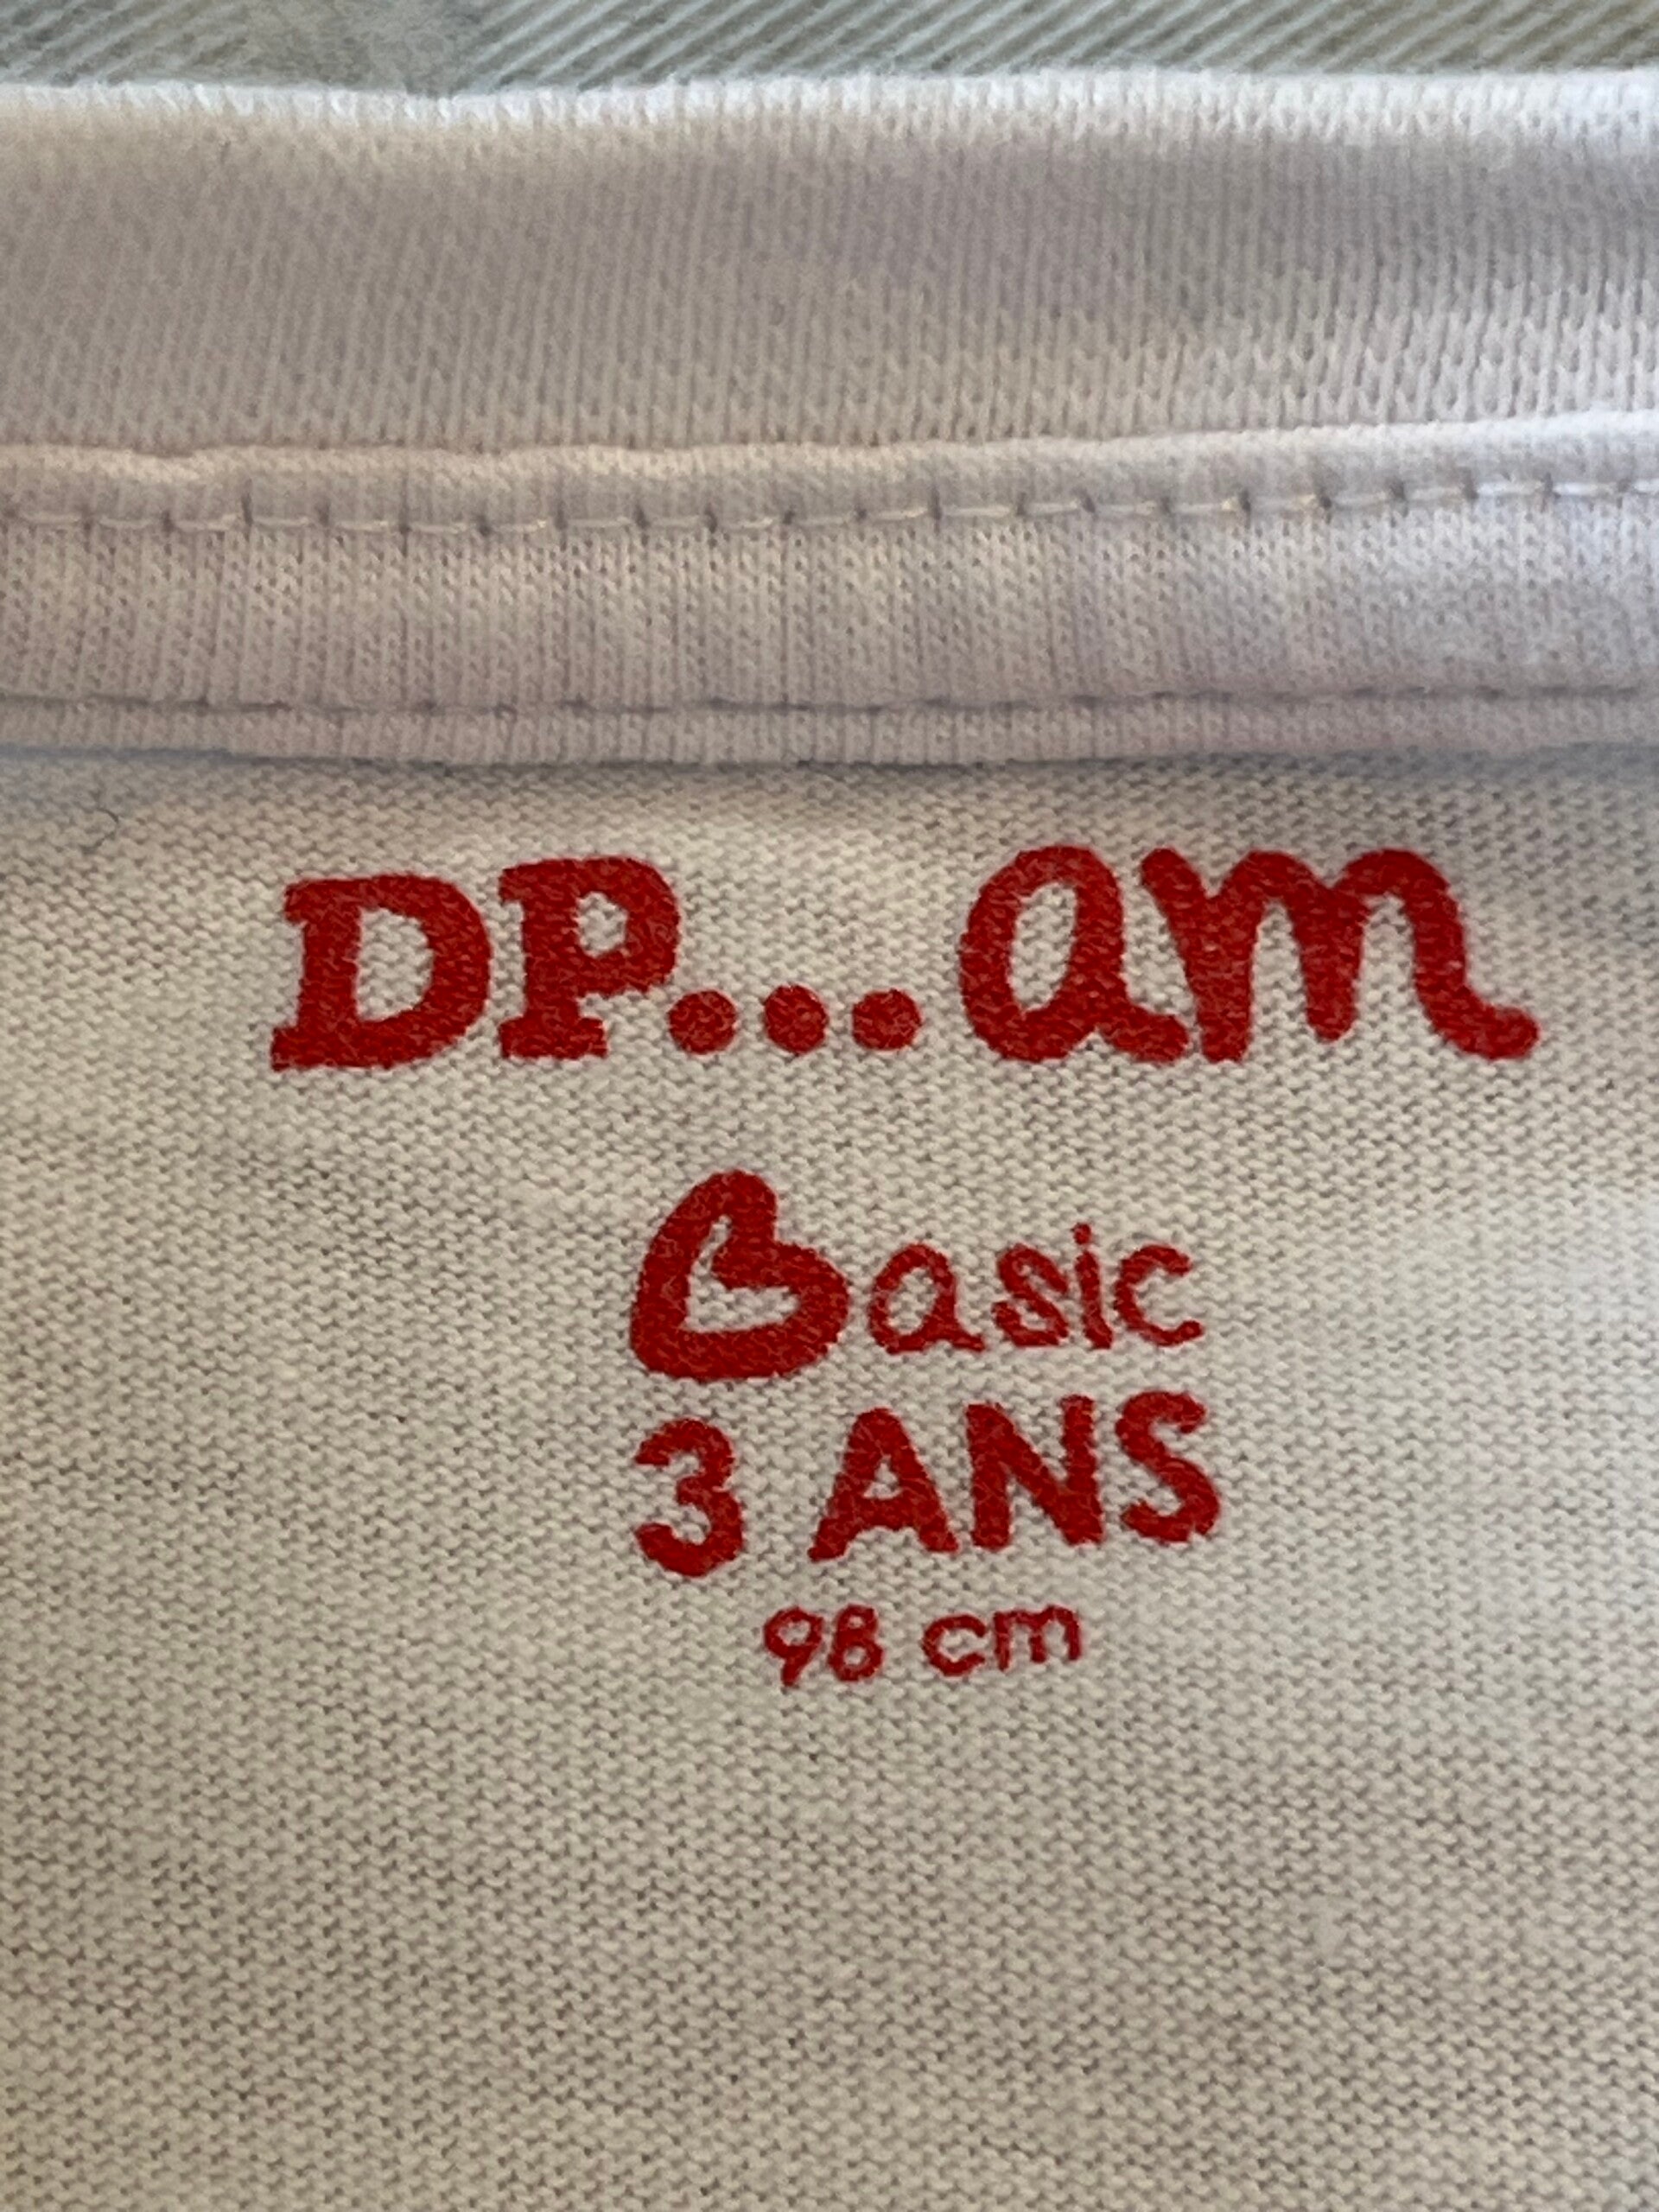 DP...am
Basic
3 ANS
98 cm